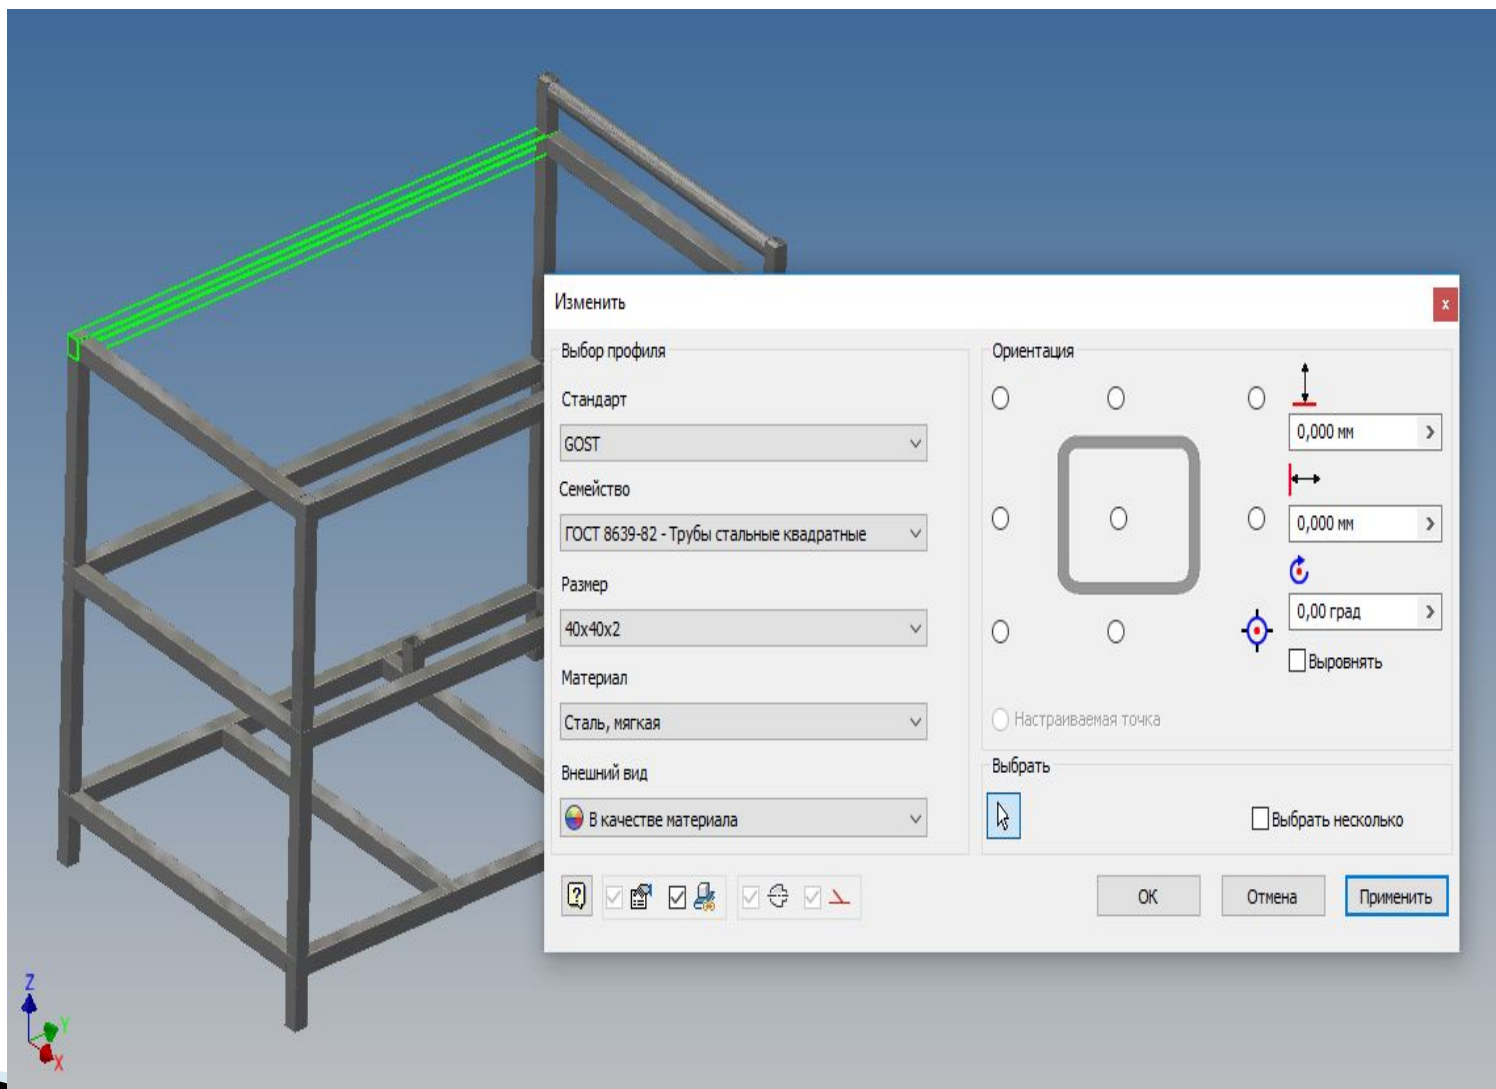 Изменить
x
Выбор профиля
Стандарт
GOST
Семейство
ГОСТ 8639-82 - Трубы стальные квадратные
Размер
40x40x2
Материал
Сталь, мягкая
Внешний вид
В качестве материала
Ориентация
0,000 мм
0,000 мм
0,00 град
Выровнять
Настраиваемая точка
Выбрать
Выбрать несколько
?
ОК
Отмена
Применить
Z
Y
X